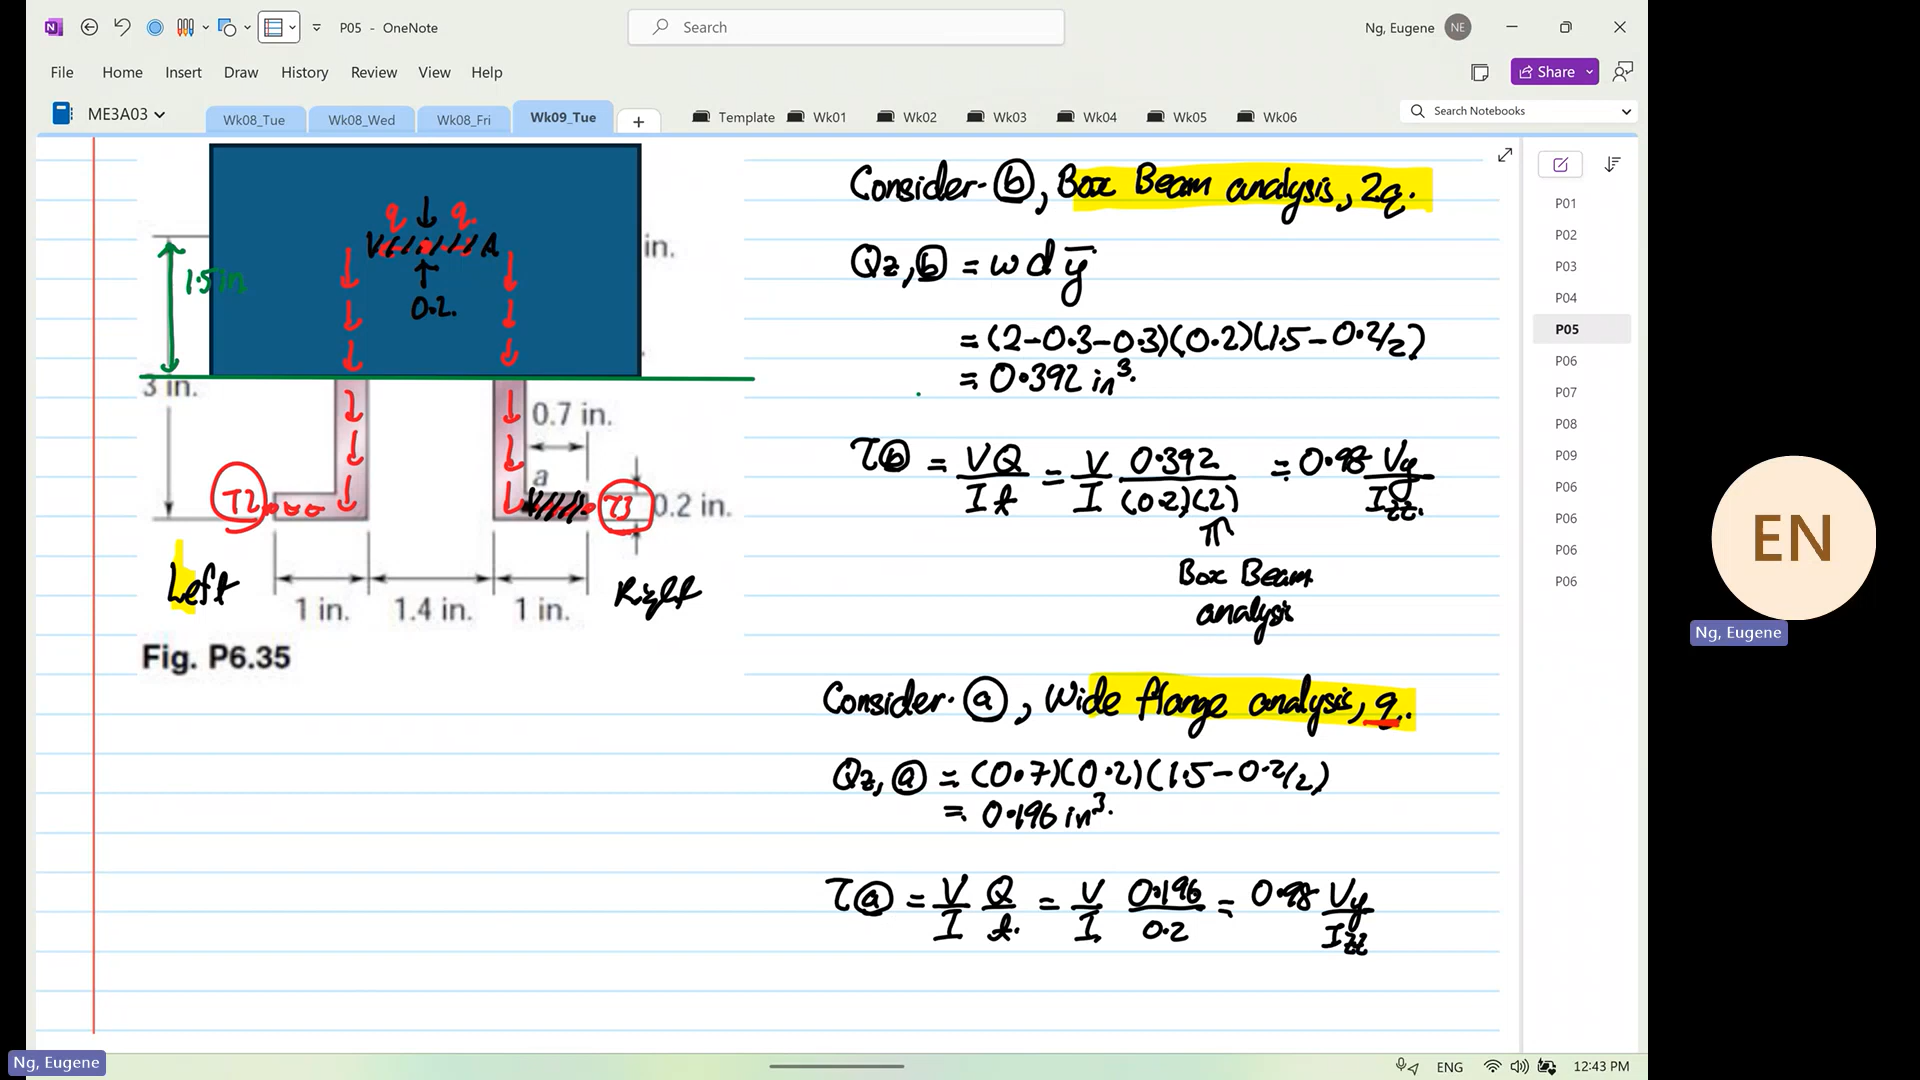 P05 - OneNote
Search
Ng, Eugene
NE
File Home Insert Draw History Review View Help
Share
ME3A03
Wk08_Tue Wk08_Wed Wk08_Fri Wk09_Tue + Template Wk01 Wk02 Wk03 Wk04 Wk05 Wk06
Search Notebooks
P01
P02
P03
P04
P05
P06
P07
P08
P09
P06
P06
P06
P06
q ↓ q
A
in.
1.5in
↑
0.2.
3 in.
0.7 in.
a
T2
T3
0.2 in.
Left
Right
1 in. 1.4 in. 1 in.
Fig. P6.35
Consider (b), Box Beam analysis, 2q.
Qz,(b) = w d ȳ
= (2-0.3-0.3)(0.2)(1.5-0.2/2)
= 0.392 in³.
τ(b) = VQ/It = V/I 0.392/(0.2)(2) = 0.98 Vy/Izz.
⇑
Box Beam
analysis
Consider (a), Wide flange analysis, q.
Qz,(a) = (0.7)(0.2)(1.5-0.2/2)
= 0.196 in³.
τ(a) = V/I Q/t. = V/I 0.196/0.2 = 0.98 Vy/Izz
EN
Ng, Eugene
Ng, Eugene
ENG
12:43 PM